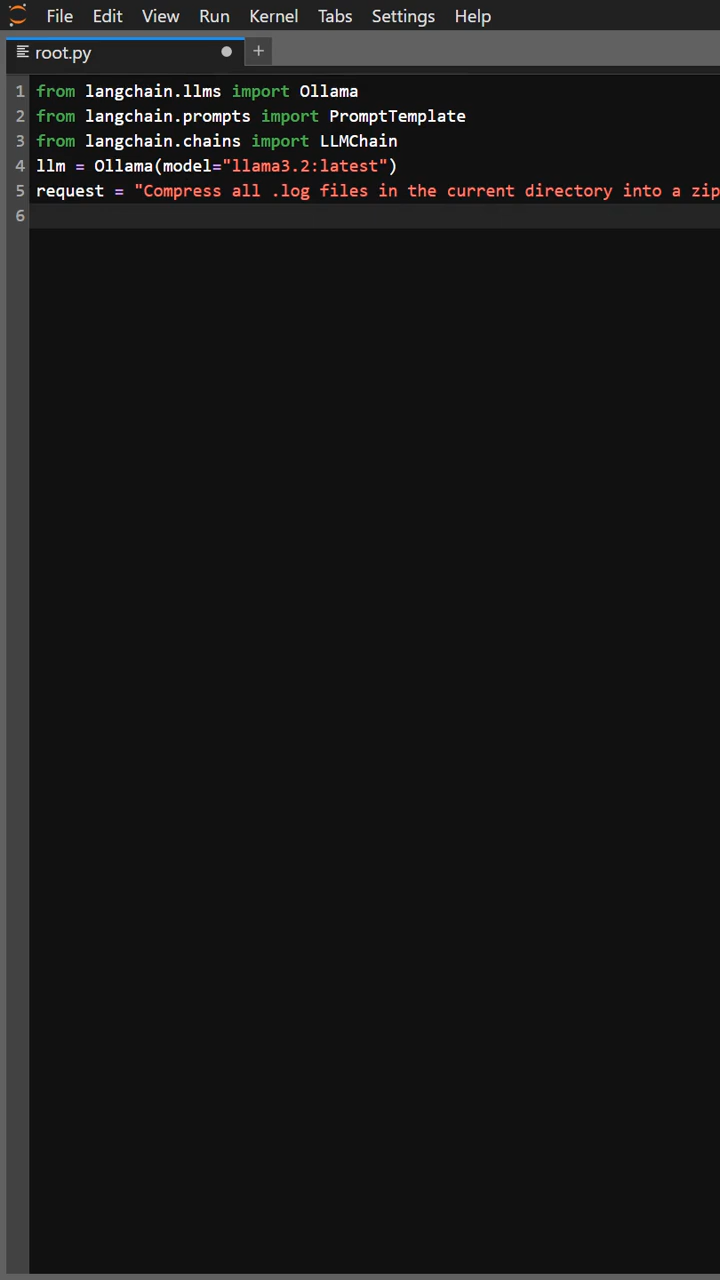 File Edit View Run Kernel Tabs Settings Help
root.py
1 from langchain.llms import Ollama
2 from langchain.prompts import PromptTemplate
3 from langchain.chains import LLMChain
4 llm = Ollama(model="llama3.2:latest")
5 request = "Compress all .log files in the current directory into a zip
6